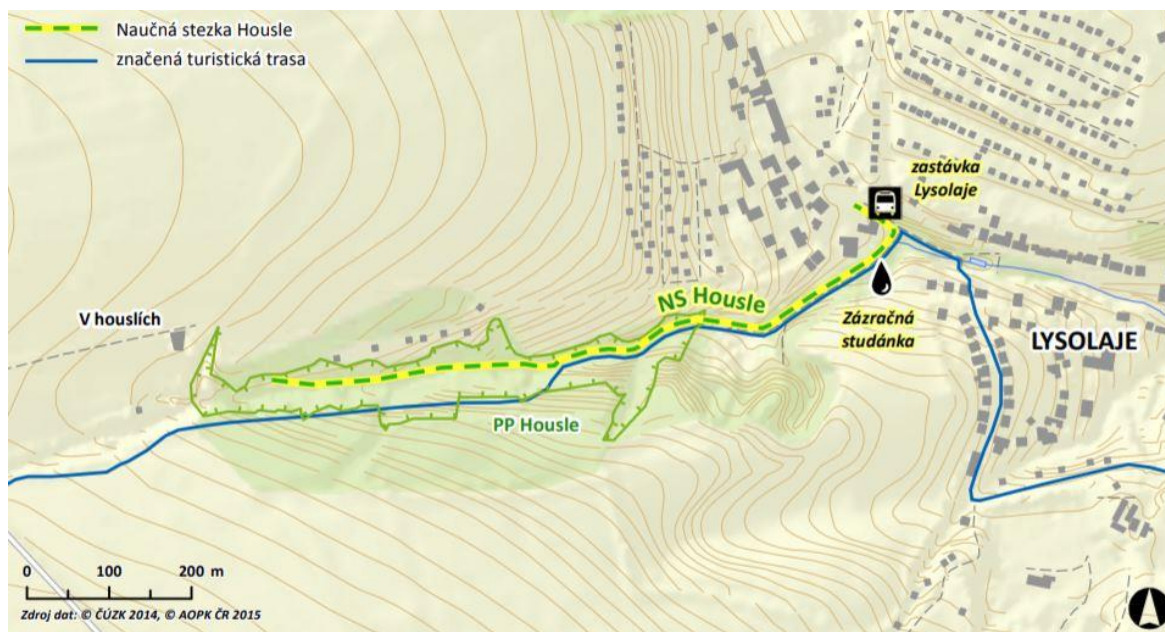 Naučná stezka Housle
značená turistická trasa
zastávka
Lysolaje
NS Housle
V houslích
Zázračná
studánka
LYSOLAJE
PP Housle
0 100 200 m
Zdroj dat: © ČÚZK 2014, © AOPK ČR 2015